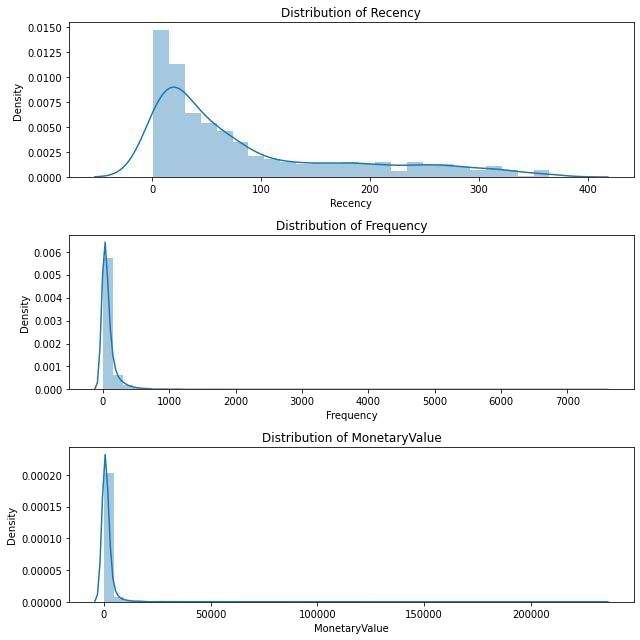 Distribution of Recency
0.0150
0.0125
0.0100
0.0075
0.0050
0.0025
0.0000
Density
0 100 200 300 400
Recency
Distribution of Frequency
0.006
0.005
0.004
0.003
0.002
0.001
0.000
Density
0 1000 2000 3000 4000 5000 6000 7000
Frequency
Distribution of MonetaryValue
0.00020
0.00015
0.00010
0.00005
0.00000
Density
0 50000 100000 150000 200000
MonetaryValue